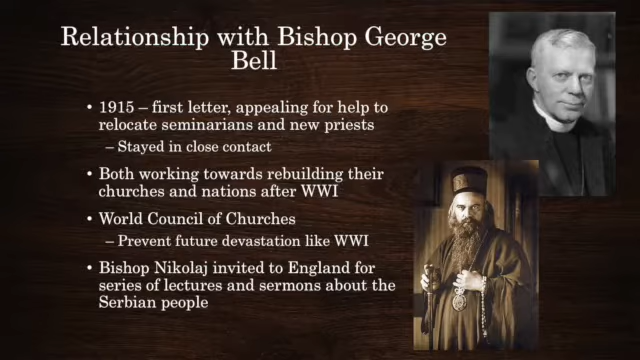 Relationship with Bishop George
Bell
• 1915 – first letter, appealing for help to
relocate seminarians and new priests
– Stayed in close contact
• Both working towards rebuilding their
churches and nations after WWI
• World Council of Churches
– Prevent future devastation like WWI
• Bishop Nikolaj invited to England for
series of lectures and sermons about the
Serbian people